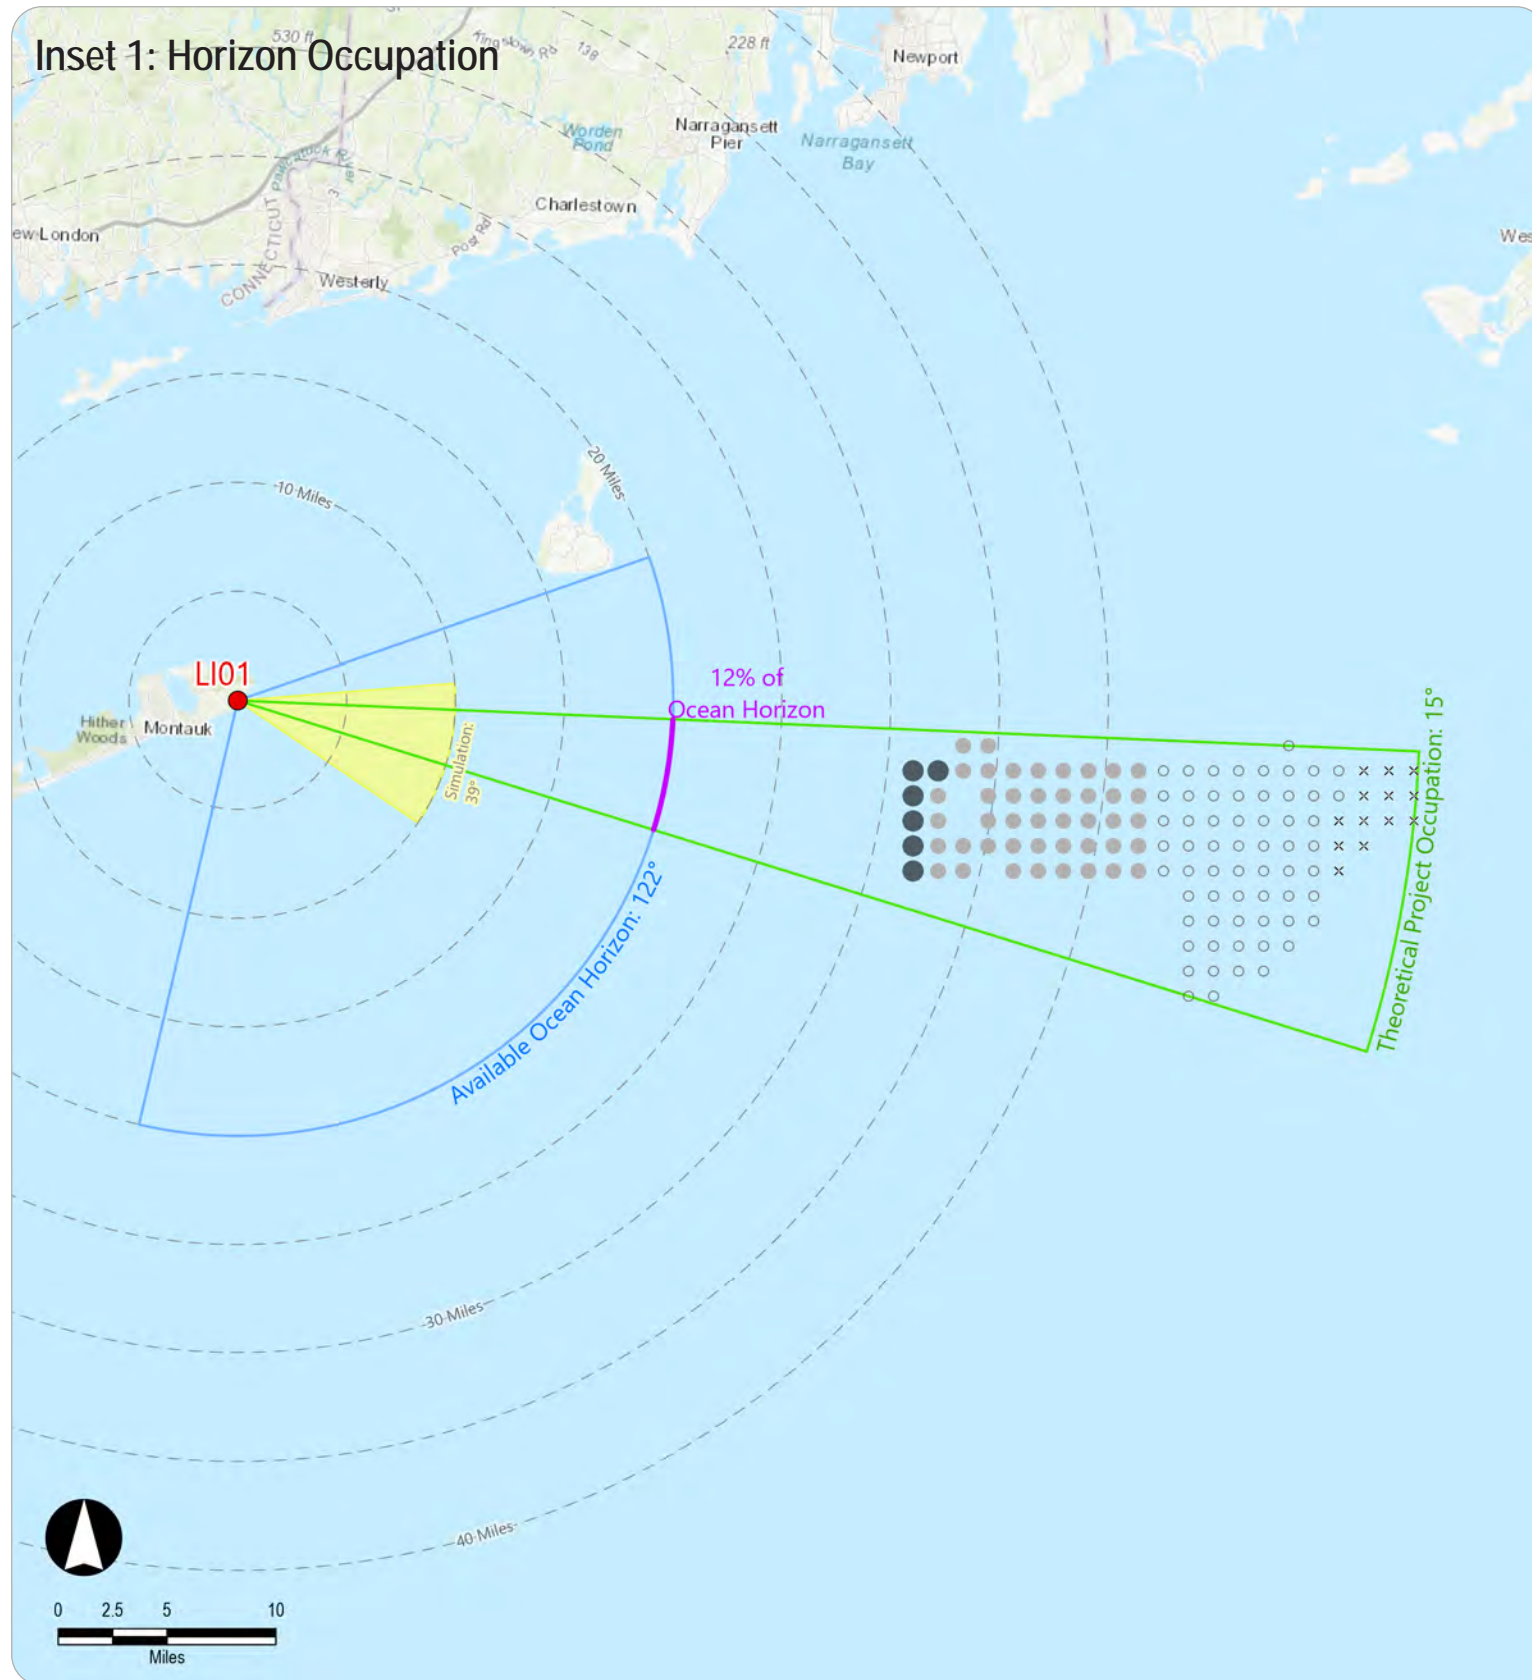 Inset 1: Horizon Occupation
530 ft
Kingstown Rd
138
228 ft
Newport
Worden
Pond
Narragansett
Pier
Narragansett
Bay
Pawcatuck River
3
Charlestown
ew London
CONNECTICUT
Post Rd
Westerly
Wes
20 Miles
10 Miles
LI01
12% of
Ocean Horizon
Hither
Woods
Montauk
Simulation:
39°
Theoretical Project Occupation: 15°
Available Ocean Horizon: 122°
30 Miles
40 Miles
0 2.5 5 10
Miles